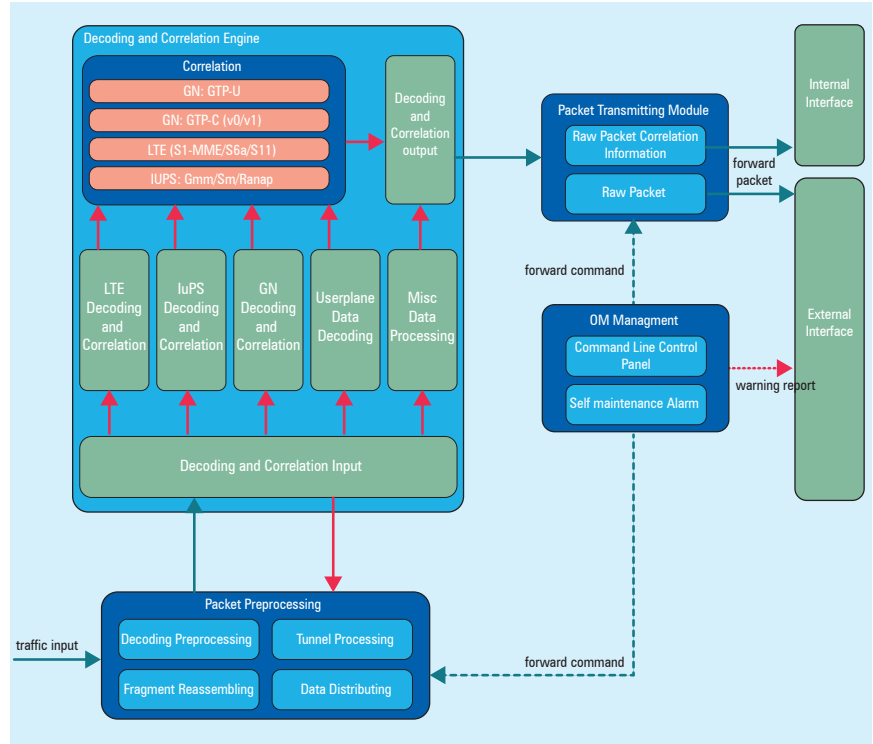 Decoding and Correlation Engine
Correlation
GN: GTP-U
GN: GTP-C (v0/v1)
LTE (S1-MME/S6a/S11)
IUPS: Gmm/Sm/Ranap
Decoding
and
Correlation
output
LTE
Decoding
and
Correlation
IuPS
Decoding
and
Correlation
GN
Decoding
and
Correlation
Userplane
Data
Decoding
Misc
Data
Processing
Decoding and Correlation Input
Packet Transmitting Module
Raw Packet Correlation
Information
Raw Packet
forward
packet
Internal
Interface
External
Interface
forward command
OM Managment
Command Line Control
Panel
Self maintenance Alarm
warning report
traffic input
Packet Preprocessing
Decoding Preprocessing
Tunnel Processing
Fragment Reassembling
Data Distributing
forward command